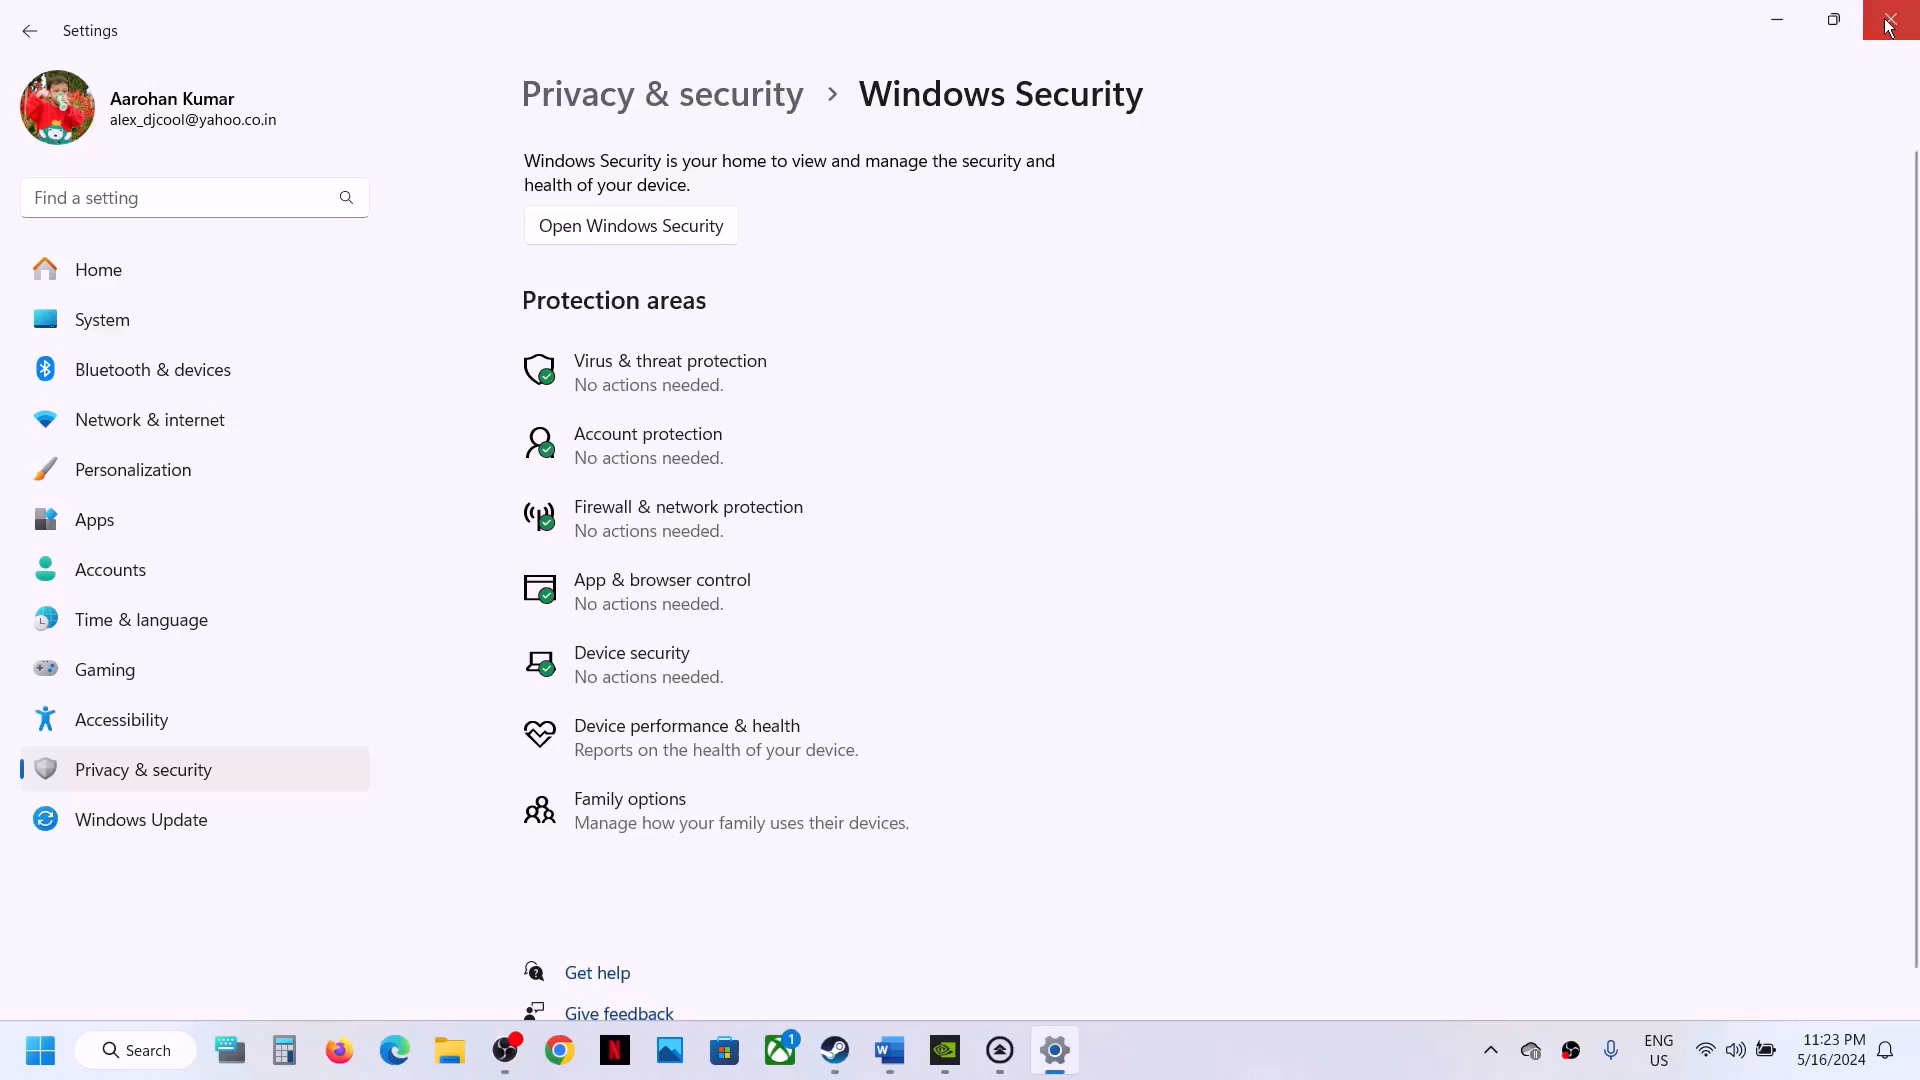 Settings
Aarohan Kumar
alex_djcool@yahoo.co.in
Find a setting
Home
System
Bluetooth & devices
Network & internet
Personalization
Apps
Accounts
Time & language
Gaming
Accessibility
Privacy & security
Windows Update
Privacy & security > Windows Security
Windows Security is your home to view and manage the security and
health of your device.
Open Windows Security
Protection areas
Virus & threat protection
No actions needed.
Account protection
No actions needed.
Firewall & network protection
No actions needed.
App & browser control
No actions needed.
Device security
No actions needed.
Device performance & health
Reports on the health of your device.
Family options
Manage how your family uses their devices.
Get help
Give feedback
Search
N
1
W
ENG
US
11:23 PM
5/16/2024